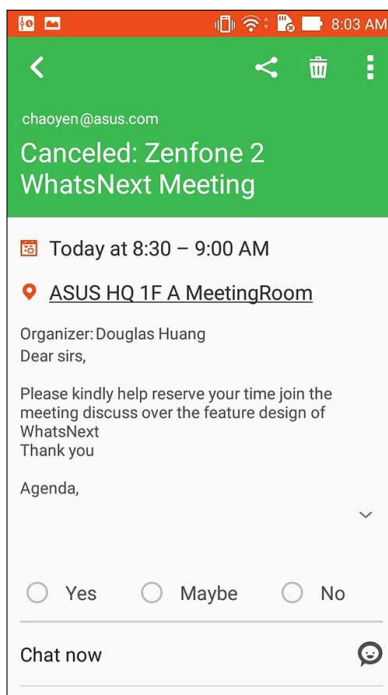 8:03 AM
chaoyen@asus.com
Canceled: Zenfone 2
WhatsNext Meeting
Today at 8:30 – 9:00 AM
ASUS HQ 1F A MeetingRoom
Organizer: Douglas Huang
Dear sirs,
Please kindly help reserve your time join the
meeting discuss over the feature design of
WhatsNext
Thank you
Agenda,
Yes Maybe No
Chat now